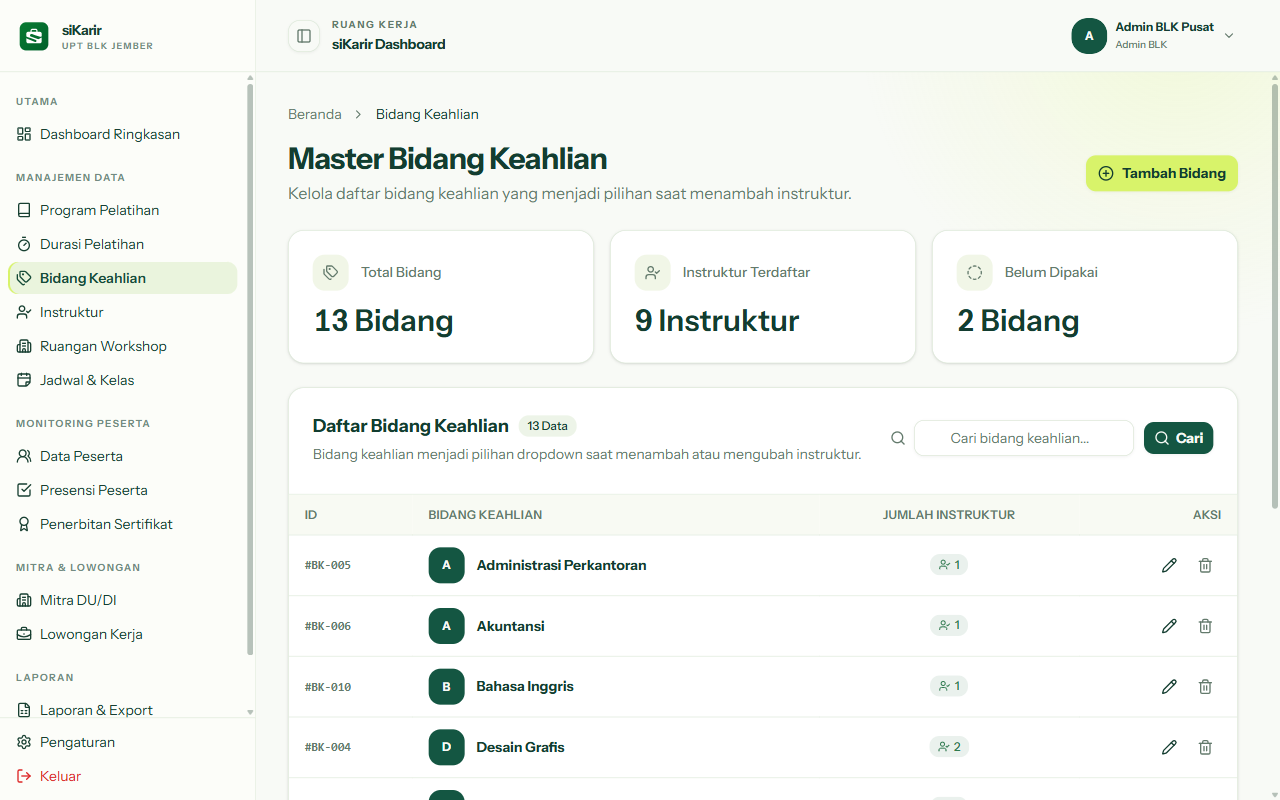 siKarir
UPT BLK JEMBER
RUANG KERJA
siKarir Dashboard
A
Admin BLK Pusat
Admin BLK
UTAMA
Dashboard Ringkasan
MANAJEMEN DATA
Program Pelatihan
Durasi Pelatihan
Bidang Keahlian
Instruktur
Ruangan Workshop
Jadwal & Kelas
MONITORING PESERTA
Data Peserta
Presensi Peserta
Penerbitan Sertifikat
MITRA & LOWONGAN
Mitra DU/DI
Lowongan Kerja
LAPORAN
Laporan & Export
Pengaturan
Keluar
Beranda > Bidang Keahlian
Master Bidang Keahlian
Kelola daftar bidang keahlian yang menjadi pilihan saat menambah instruktur.
Tambah Bidang
Total Bidang
13 Bidang
Instruktur Terdaftar
9 Instruktur
Belum Dipakai
2 Bidang
Daftar Bidang Keahlian 13 Data
Bidang keahlian menjadi pilihan dropdown saat menambah atau mengubah instruktur.
Cari bidang keahlian...
Cari
ID BIDANG KEAHLIAN JUMLAH INSTRUKTUR AKSI
#BK-005 A Administrasi Perkantoran 1
#BK-006 A Akuntansi 1
#BK-010 B Bahasa Inggris 1
#BK-004 D Desain Grafis 2